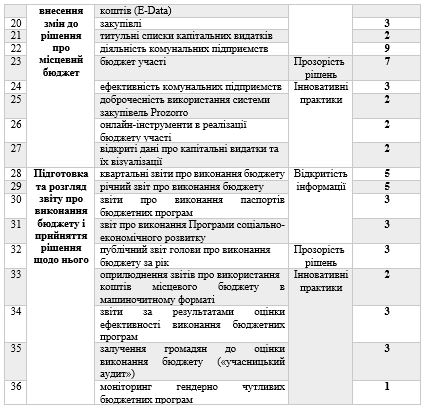 внесення
змін до
рішення
про
місцевий
бюджет
коштів (E-Data)
20 закупівлі 3
21 титульні списки капітальних видатків 2
22 діяльність комунальних підприємств 9
23 бюджет участі Прозорість рішень 7
24 ефективність комунальних підприємств Інноваційні практики 3
25 доброчесність використання системи
закупівель Prozorro 2
26 онлайн-інструменти в реалізації
бюджету участі 2
27 відкриті дані про капітальні видатки та
їх візуалізації 2
Підготовка
та розгляд
звіту про
виконання
бюджету і
прийняття
рішення
щодо нього
28 квартальні звіти про виконання бюджету Відкритість 5
29 річний звіт про виконання бюджету інформації 5
30 звіти про виконання паспортів
бюджетних програм 3
31 звіт про виконання Програми соціально-
економічного розвитку 3
32 публічний звіт голови про виконання Прозорість 3
бюджету за рік рішень
33 оприлюднення звітів про використання Інноваційні 2
коштів місцевого бюджету в практики
машиночитному форматі
34 звіти за результатами оцінки 3
ефективності виконання бюджетних
програм
35 залучення громадян до оцінки 3
виконання бюджету («учасницький
аудит»)
36 моніторинг гендерно чутливих 1
бюджетних програм